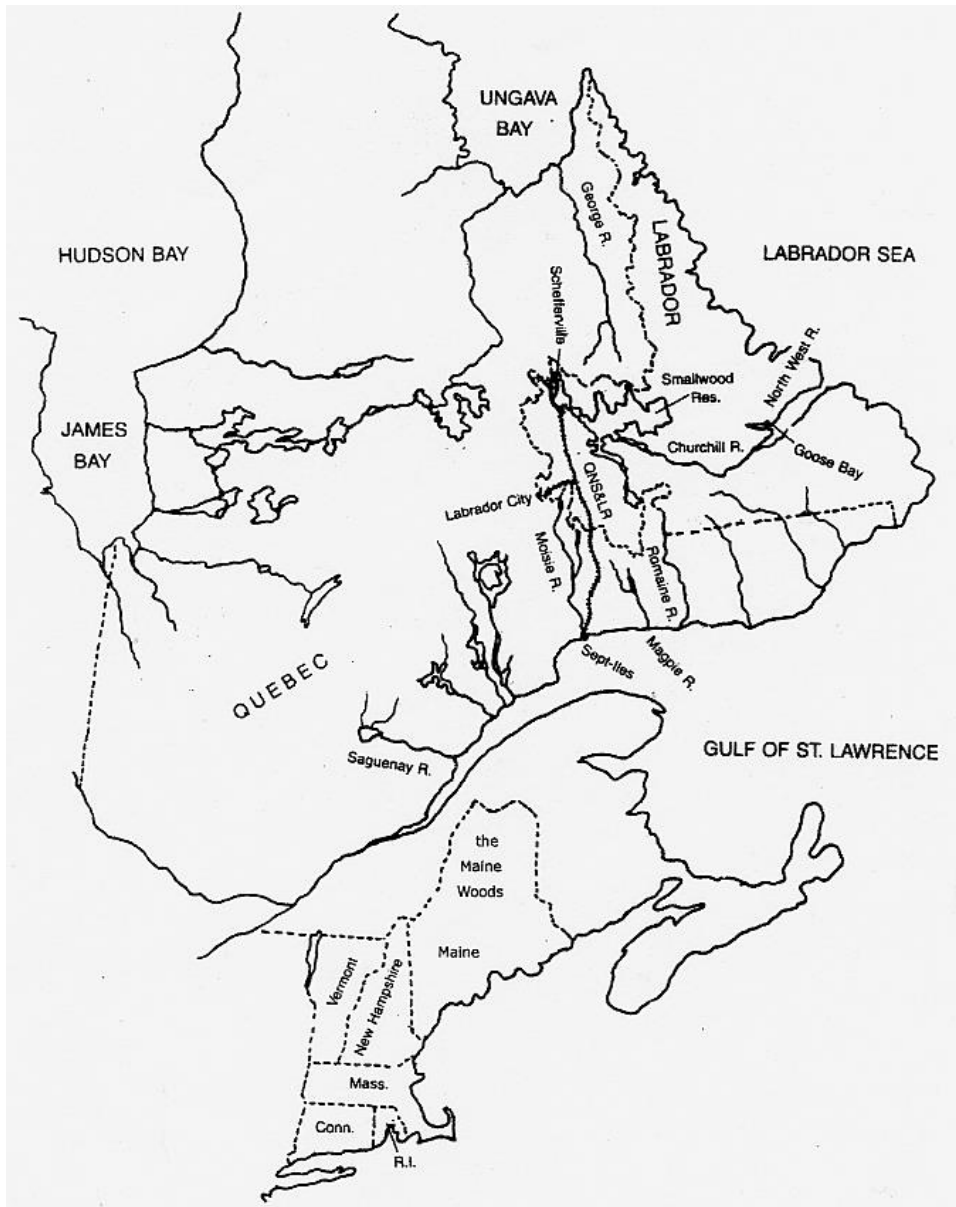 UNGAVA
BAY
HUDSON BAY
George R.
LABRADOR
LABRADOR SEA
Schefferville
Smallwood
Res.
North West R.
JAMES
BAY
Churchill R.
Goose Bay
Labrador City
QNS&LR
Moisie R.
Romaine R.
Sept-Iles
Magpie R.
QUEBEC
Saguenay R.
GULF OF ST. LAWRENCE
the
Maine
Woods
Maine
Vermont
New Hampshire
Mass.
Conn.
R.I.